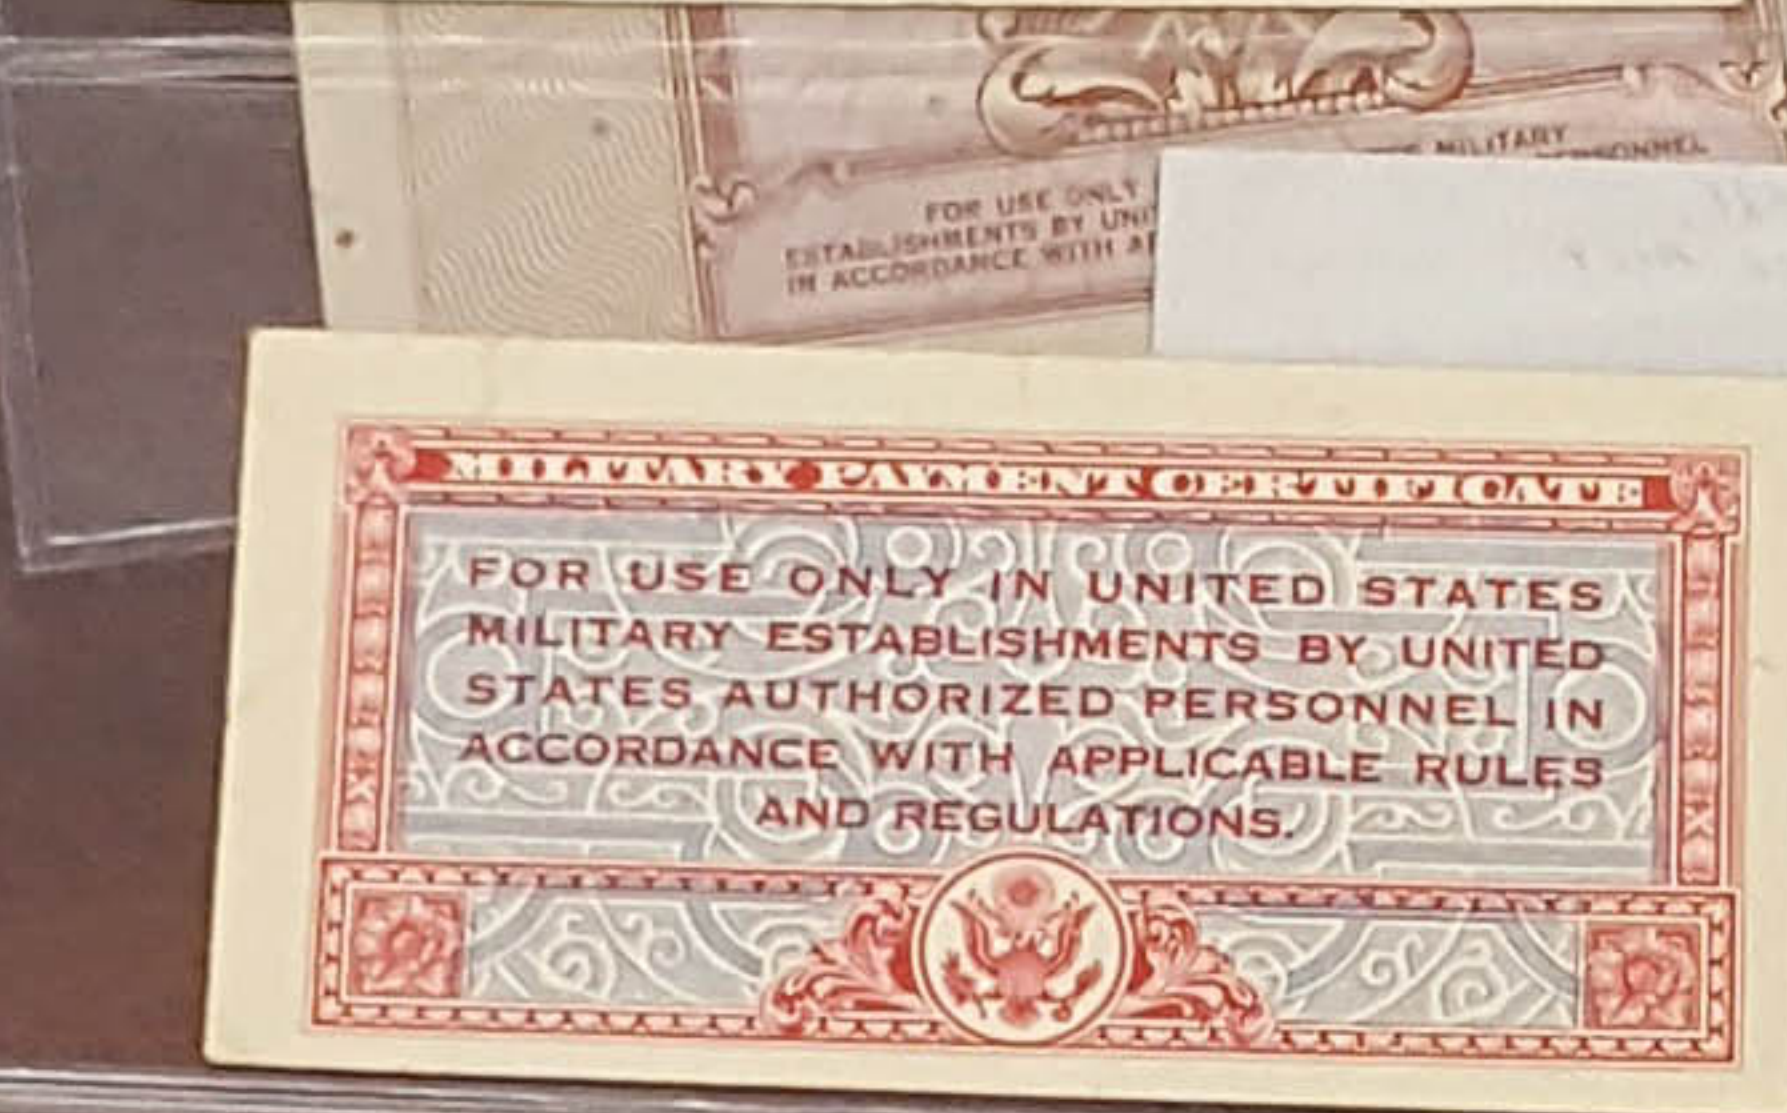 MILITARY
PERSONNEL
FOR USE ONLY
ESTABLISHMENTS BY
IN ACCORDANCE WITH
MILITARY PAYMENT CERTIFICATE
FOR USE ONLY IN UNITED STATES
MILITARY ESTABLISHMENTS BY UNITED
STATES AUTHORIZED PERSONNEL IN
ACCORDANCE WITH APPLICABLE RULES
AND REGULATIONS.